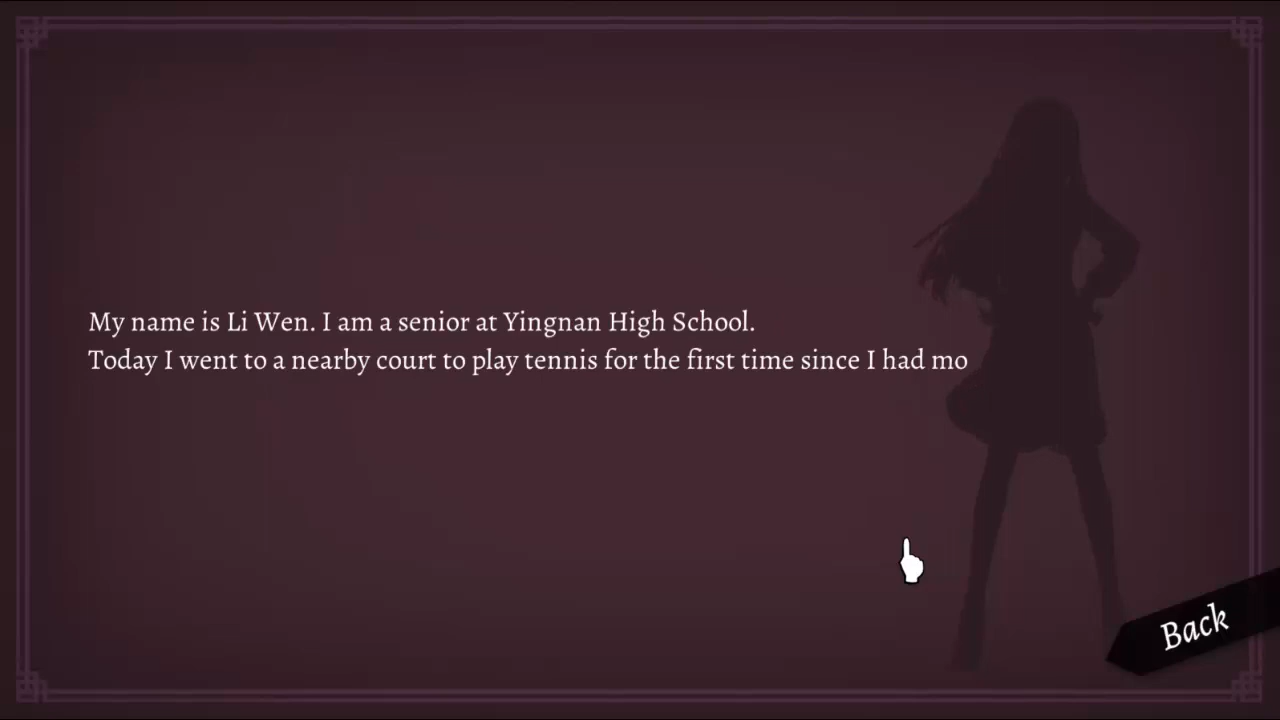 My name is Li Wen. I am a senior at Yingnan High School.
Today I went to a nearby court to play tennis for the first time since I had mo
Back